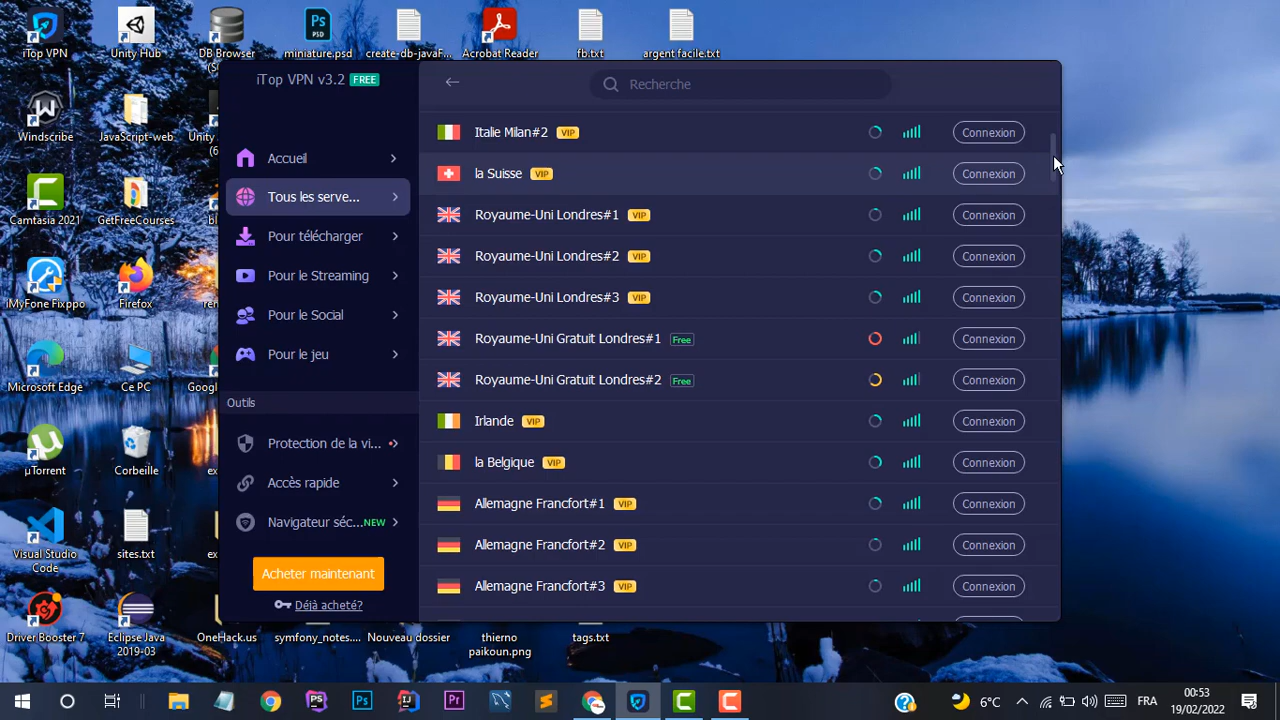 iTop VPN
Unity Hub
DB Browser
miniature.psd
create-db-javaF...
Acrobat Reader
fb.txt
argent facile.txt
Windscribe
JavaScript-web
Camtasia 2021
GetFreeCourses
iMyFone Fixppo
Firefox
Microsoft Edge
Ce PC
µTorrent
Corbeille
Visual Studio
Code
sites.txt
Driver Booster 7
Eclipse Java
2019-03
OneHack.us
symfony_notes....
Nouveau dossier
thierno
paikoun.png
tags.txt
iTop VPN v3.2 FREE
Accueil
Tous les serve...
Pour télécharger
Pour le Streaming
Pour le Social
Pour le jeu
Outils
Protection de la vi...
Accès rapide
Navigateur séc...NEW
Acheter maintenant
Déjà acheté?
Recherche
Italie Milan#2 VIP Connexion
la Suisse VIP Connexion
Royaume-Uni Londres#1 VIP Connexion
Royaume-Uni Londres#2 VIP Connexion
Royaume-Uni Londres#3 VIP Connexion
Royaume-Uni Gratuit Londres#1 Free Connexion
Royaume-Uni Gratuit Londres#2 Free Connexion
Irlande VIP Connexion
la Belgique VIP Connexion
Allemagne Francfort#1 VIP Connexion
Allemagne Francfort#2 VIP Connexion
Allemagne Francfort#3 VIP Connexion
6°C
FRA
00:53
19/02/2022